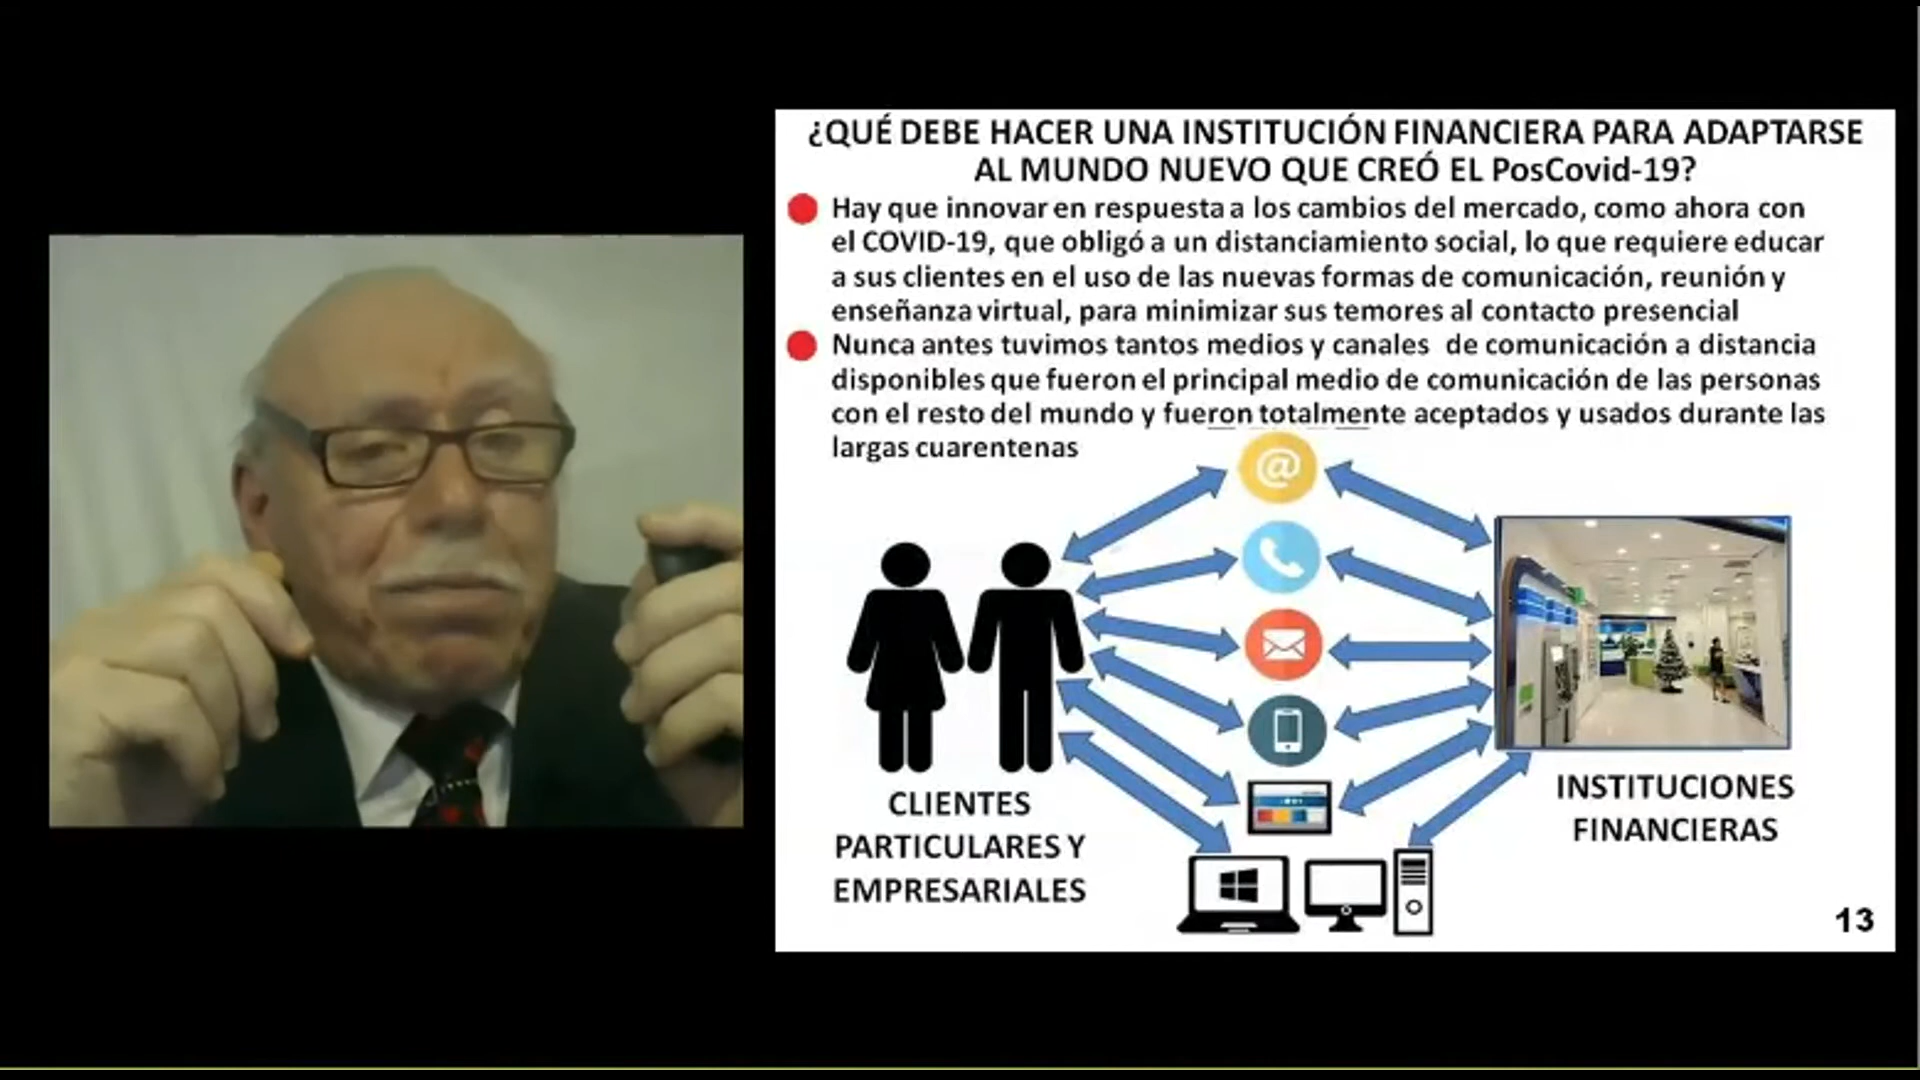 ¿QUÉ DEBE HACER UNA INSTITUCIÓN FINANCIERA PARA ADAPTARSE
AL MUNDO NUEVO QUE CREÓ EL PosCovid-19?
Hay que innovar en respuesta a los cambios del mercado, como ahora con
el COVID-19, que obligó a un distanciamiento social, lo que requiere educar
a sus clientes en el uso de las nuevas formas de comunicación, reunión y
enseñanza virtual, para minimizar sus temores al contacto presencial
Nunca antes tuvimos tantos medios y canales de comunicación a distancia
disponibles que fueron el principal medio de comunicación de las personas
con el resto del mundo y fueron totalmente aceptados y usados durante las
largas cuarentenas
@
CLIENTES
PARTICULARES Y
EMPRESARIALES
INSTITUCIONES
FINANCIERAS
13